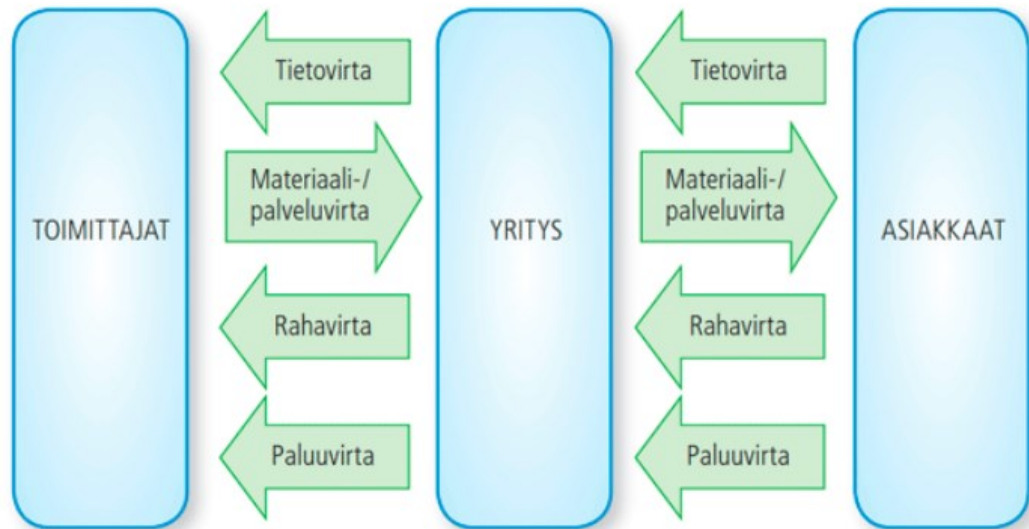 Tietovirta
Tietovirta
Materiaali-/
palveluvirta
Materiaali-/
palveluvirta
TOIMITTAJAT
YRITYS
ASIAKKAAT
Rahavirta
Rahavirta
Paluuvirta
Paluuvirta